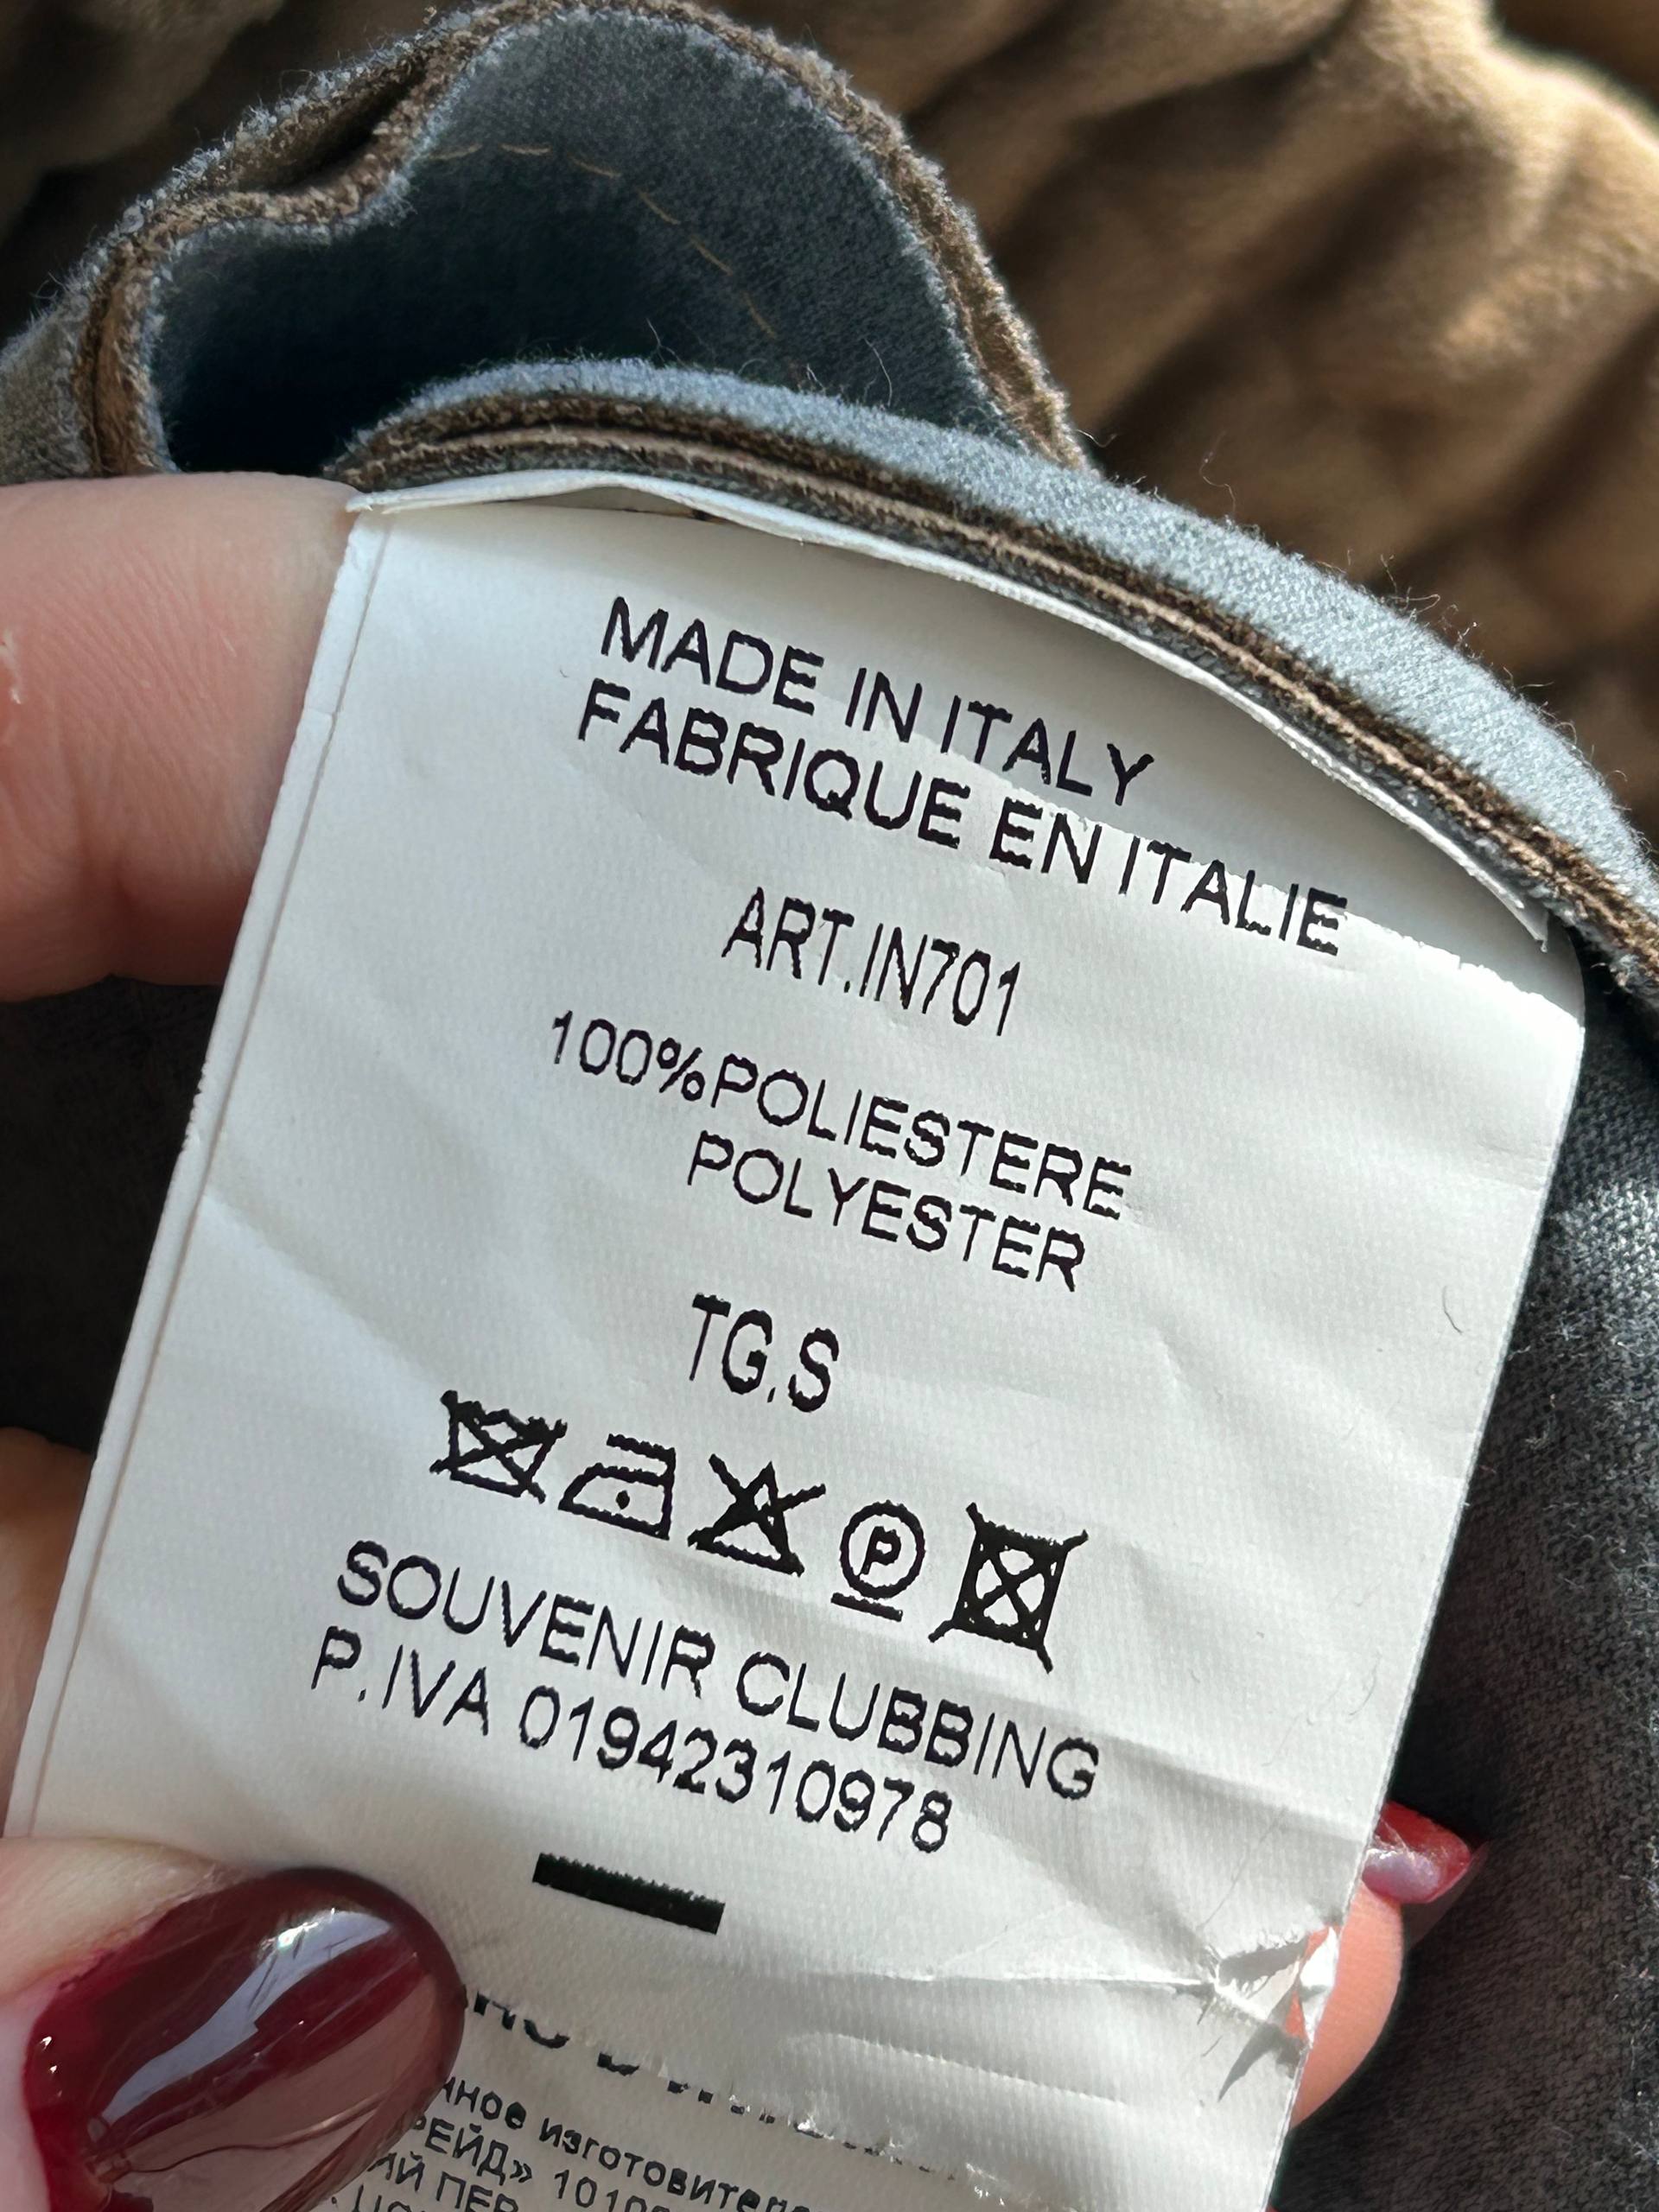 MADE IN ITALY
FABRIQUE EN ITALIE
ART.IN701
100%POLIESTERE
POLYESTER
TG.S
P
SOUVENIR CLUBBING
P.IVA 01942310978